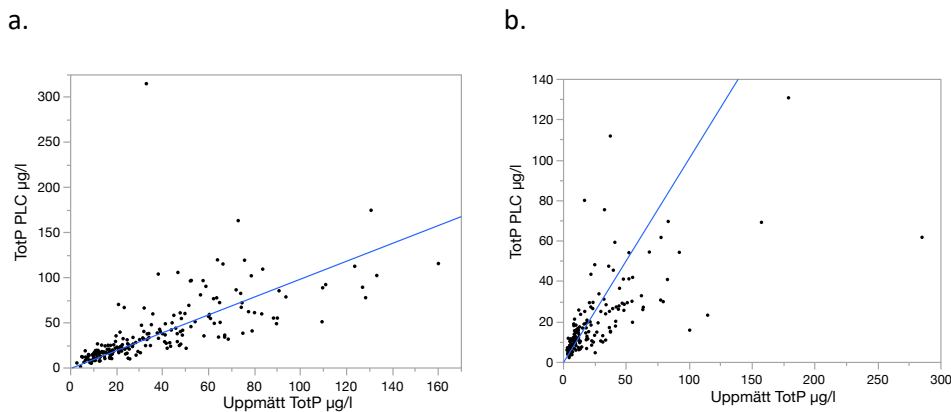 a.
b.
TotP PLC µg/l
300
250
200
150
100
50
0
0 20 40 60 80 100 120 140 160
Uppmätt TotP µg/l
TotP PLC µg/l
140
120
100
80
60
40
20
0
0 50 100 150 200 250 300
Uppmätt TotP µg/l